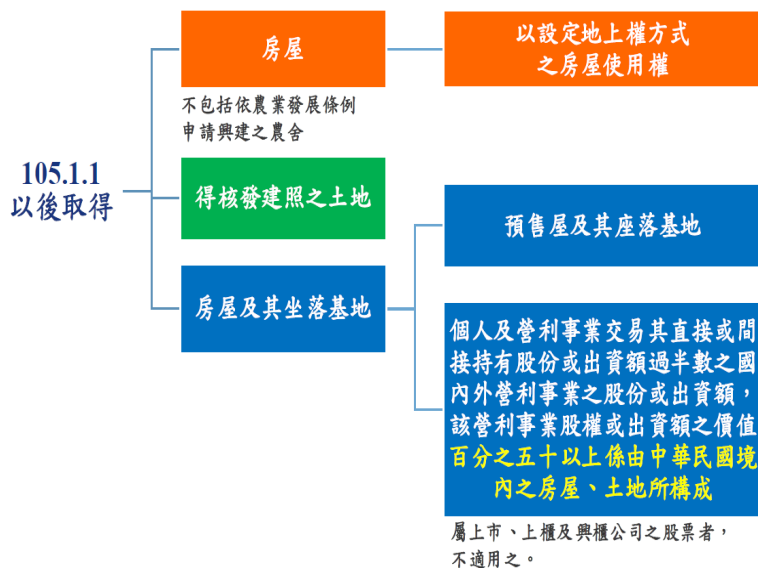 105.1.1
以後取得
房屋
不包括依農業發展條例
申請興建之農舍
以設定地上權方式
之房屋使用權
得核發建照之土地
房屋及其坐落基地
預售屋及其座落基地
個人及營利事業交易其直接或間
接持有股份或出資額過半數之國
內外營利事業之股份或出資額，
該營利事業股權或出資額之價值
百分之五十以上係由中華民國境
內之房屋、土地所構成
屬上市、上櫃及興櫃公司之股票者，
不適用之。